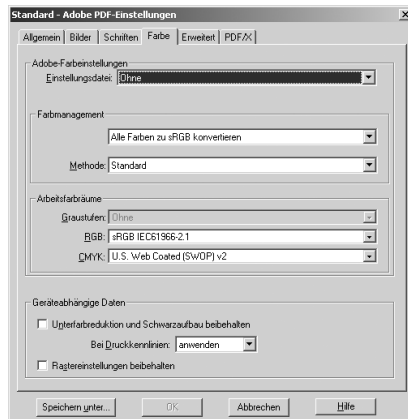 Standard - Adobe PDF-Einstellungen
Allgemein Bilder Schriften Farbe Erweitert PDF/X
Adobe-Farbeinstellungen
Einstellungsdatei: Ohne
Farbmanagement
Alle Farben zu sRGB konvertieren
Methode: Standard
Arbeitsfarbräume
Graustufen: Ohne
RGB: sRGB IEC61966-2.1
CMYK: U.S. Web Coated (SWOP) v2
Geräteabhängige Daten
Unterfarbreduktion und Schwarzaufbau beibehalten
Bei Druckkennlinien: anwenden
Rastereinstellungen beibehalten
Speichern unter... OK Abbrechen Hilfe